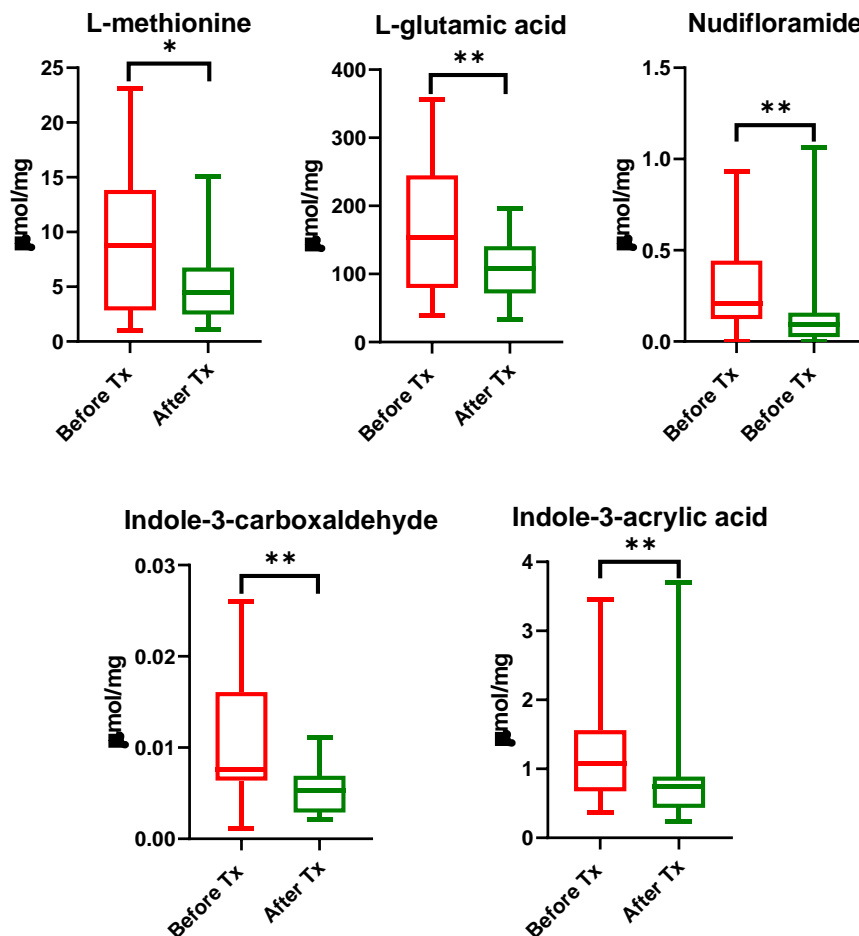 L-methionine
*
25
20
15
10
5
0
mol/mg
Before Tx
After Tx
L-glutamic acid
**
400
300
200
100
0
mol/mg
Before Tx
After Tx
Nudifloramide
**
1.5
1.0
0.5
0.0
mol/mg
Before Tx
Before Tx
Indole-3-carboxaldehyde
**
0.03
0.02
0.01
0.00
mol/mg
Before Tx
After Tx
Indole-3-acrylic acid
**
4
3
2
1
0
mol/mg
Before Tx
After Tx